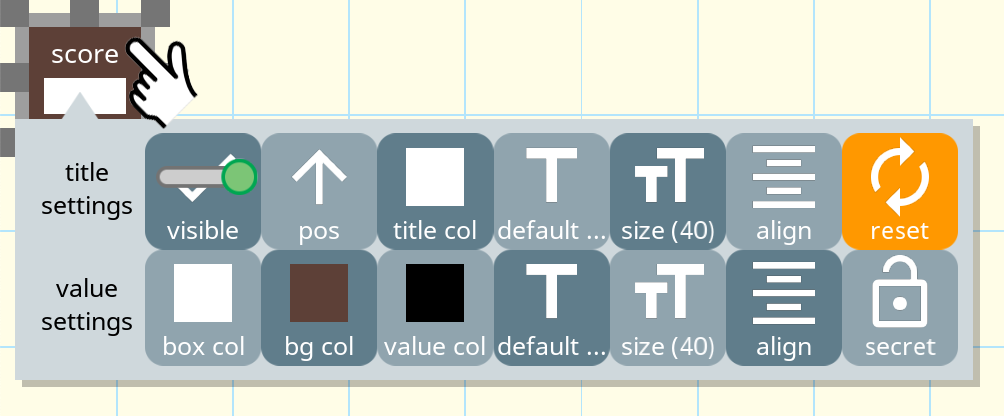 score
title
settings
visible
pos
title col
default ...
size (40)
align
reset
value
settings
box col
bg col
value col
default ...
size (40)
align
secret